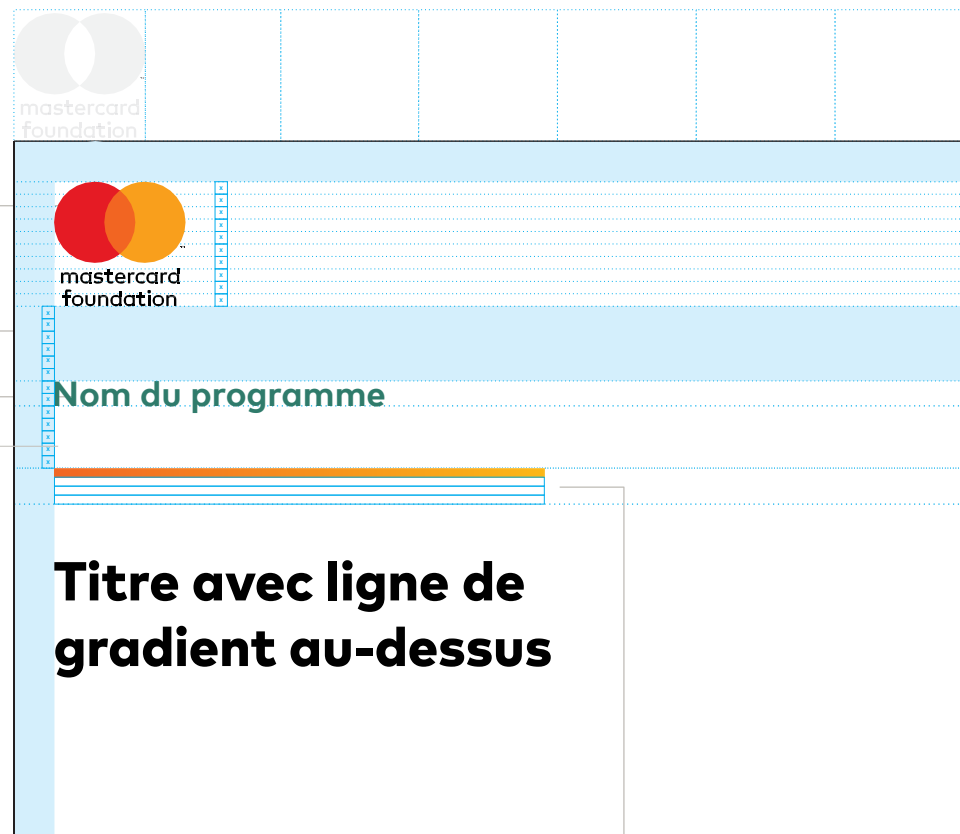 mastercard
foundation
x
x
x
x
x
x
x
x
x
x
mastercard
foundation
x
x
x
x
x
x
x
x
x
x
x
x
x
Nom du programme
Titre avec ligne de
gradient au-dessus